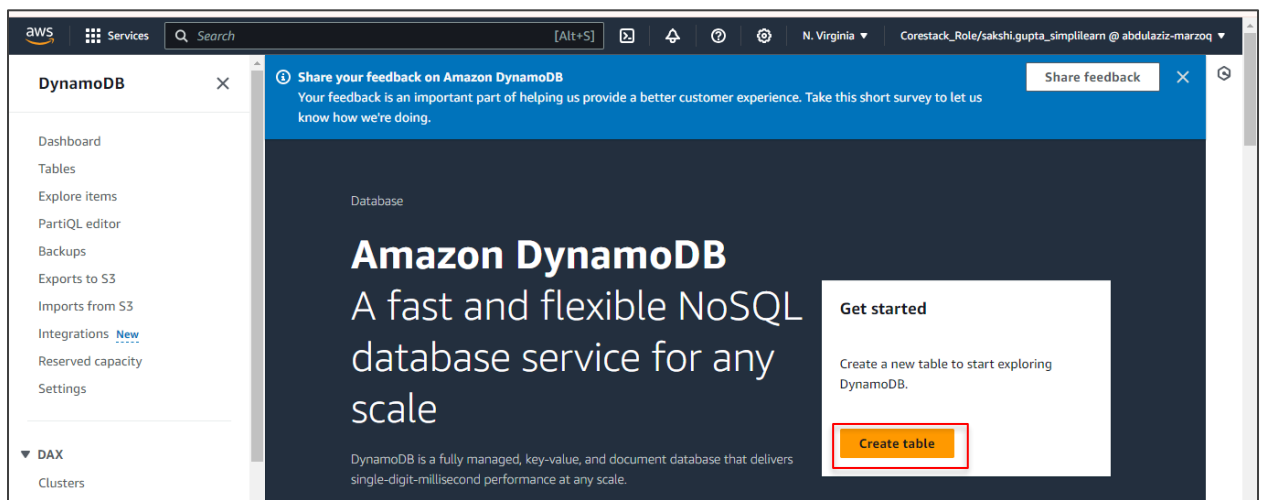 aws
Services
Search
[Alt+S]
N. Virginia ▼
Corestack_Role/sakshi.gupta_simplilearn @ abdulaziz-marzoq ▼
DynamoDB
Dashboard
Tables
Explore items
PartiQL editor
Backups
Exports to S3
Imports from S3
Integrations New
Reserved capacity
Settings
▼ DAX
Clusters
Share your feedback on Amazon DynamoDB
Your feedback is an important part of helping us provide a better customer experience. Take this short survey to let us
know how we're doing.
Share feedback
Database
Amazon DynamoDB
A fast and flexible NoSQL
database service for any
scale
DynamoDB is a fully managed, key-value, and document database that delivers
single-digit-millisecond performance at any scale.
Get started
Create a new table to start exploring
DynamoDB.
Create table